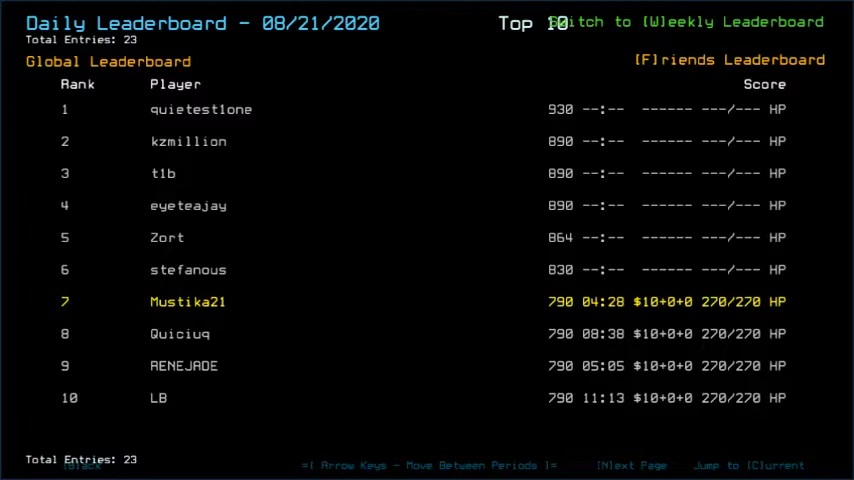 Daily Leaderboard - 08/21/2020 Top 10 Switch to [W]eekly Leaderboard
Total Entries: 23
Global Leaderboard [F]riends Leaderboard
Rank Player Score
1 quietest1one 930 --:-- ------ ---/--- HP
2 kzmillion 890 --:-- ------ ---/--- HP
3 t1b 890 --:-- ------ ---/--- HP
4 eyeteajay 890 --:-- ------ ---/--- HP
5 Zort 864 --:-- ------ ---/--- HP
6 stefanous 830 --:-- ------ ---/--- HP
7 Mustika21 790 04:28 $10+0+0 270/270 HP
8 Quiciuq 790 08:38 $10+0+0 270/270 HP
9 RENEJADE 790 05:05 $10+0+0 270/270 HP
10 LB 790 11:13 $10+0+0 270/270 HP
Total Entries: 23
[B]ack =[ Arrow Keys - Move Between Periods ]= [N]ext Page Jump to [C]urrent